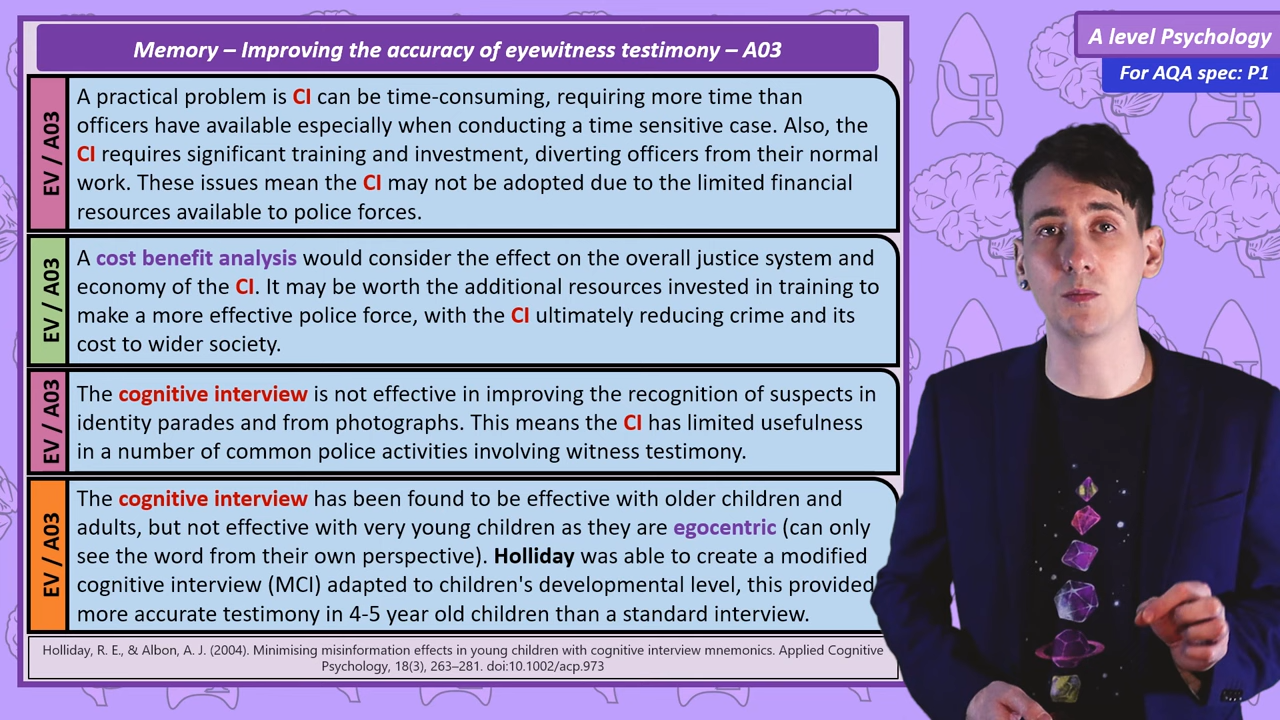 Memory – Improving the accuracy of eyewitness testimony – A03
A level Psychology
For AQA spec: P1
EV / A03
A practical problem is CI can be time-consuming, requiring more time than
officers have available especially when conducting a time sensitive case. Also, the
CI requires significant training and investment, diverting officers from their normal
work. These issues mean the CI may not be adopted due to the limited financial
resources available to police forces.
EV / A03
A cost benefit analysis would consider the effect on the overall justice system and
economy of the CI. It may be worth the additional resources invested in training to
make a more effective police force, with the CI ultimately reducing crime and its
cost to wider society.
EV / A03
The cognitive interview is not effective in improving the recognition of suspects in
identity parades and from photographs. This means the CI has limited usefulness
in a number of common police activities involving witness testimony.
EV / A03
The cognitive interview has been found to be effective with older children and
adults, but not effective with very young children as they are egocentric (can only
see the word from their own perspective). Holliday was able to create a modified
cognitive interview (MCI) adapted to children's developmental level, this provided
more accurate testimony in 4-5 year old children than a standard interview.
Holliday, R. E., & Albon, A. J. (2004). Minimising misinformation effects in young children with cognitive interview mnemonics. Applied Cognitive
Psychology, 18(3), 263–281. doi:10.1002/acp.973